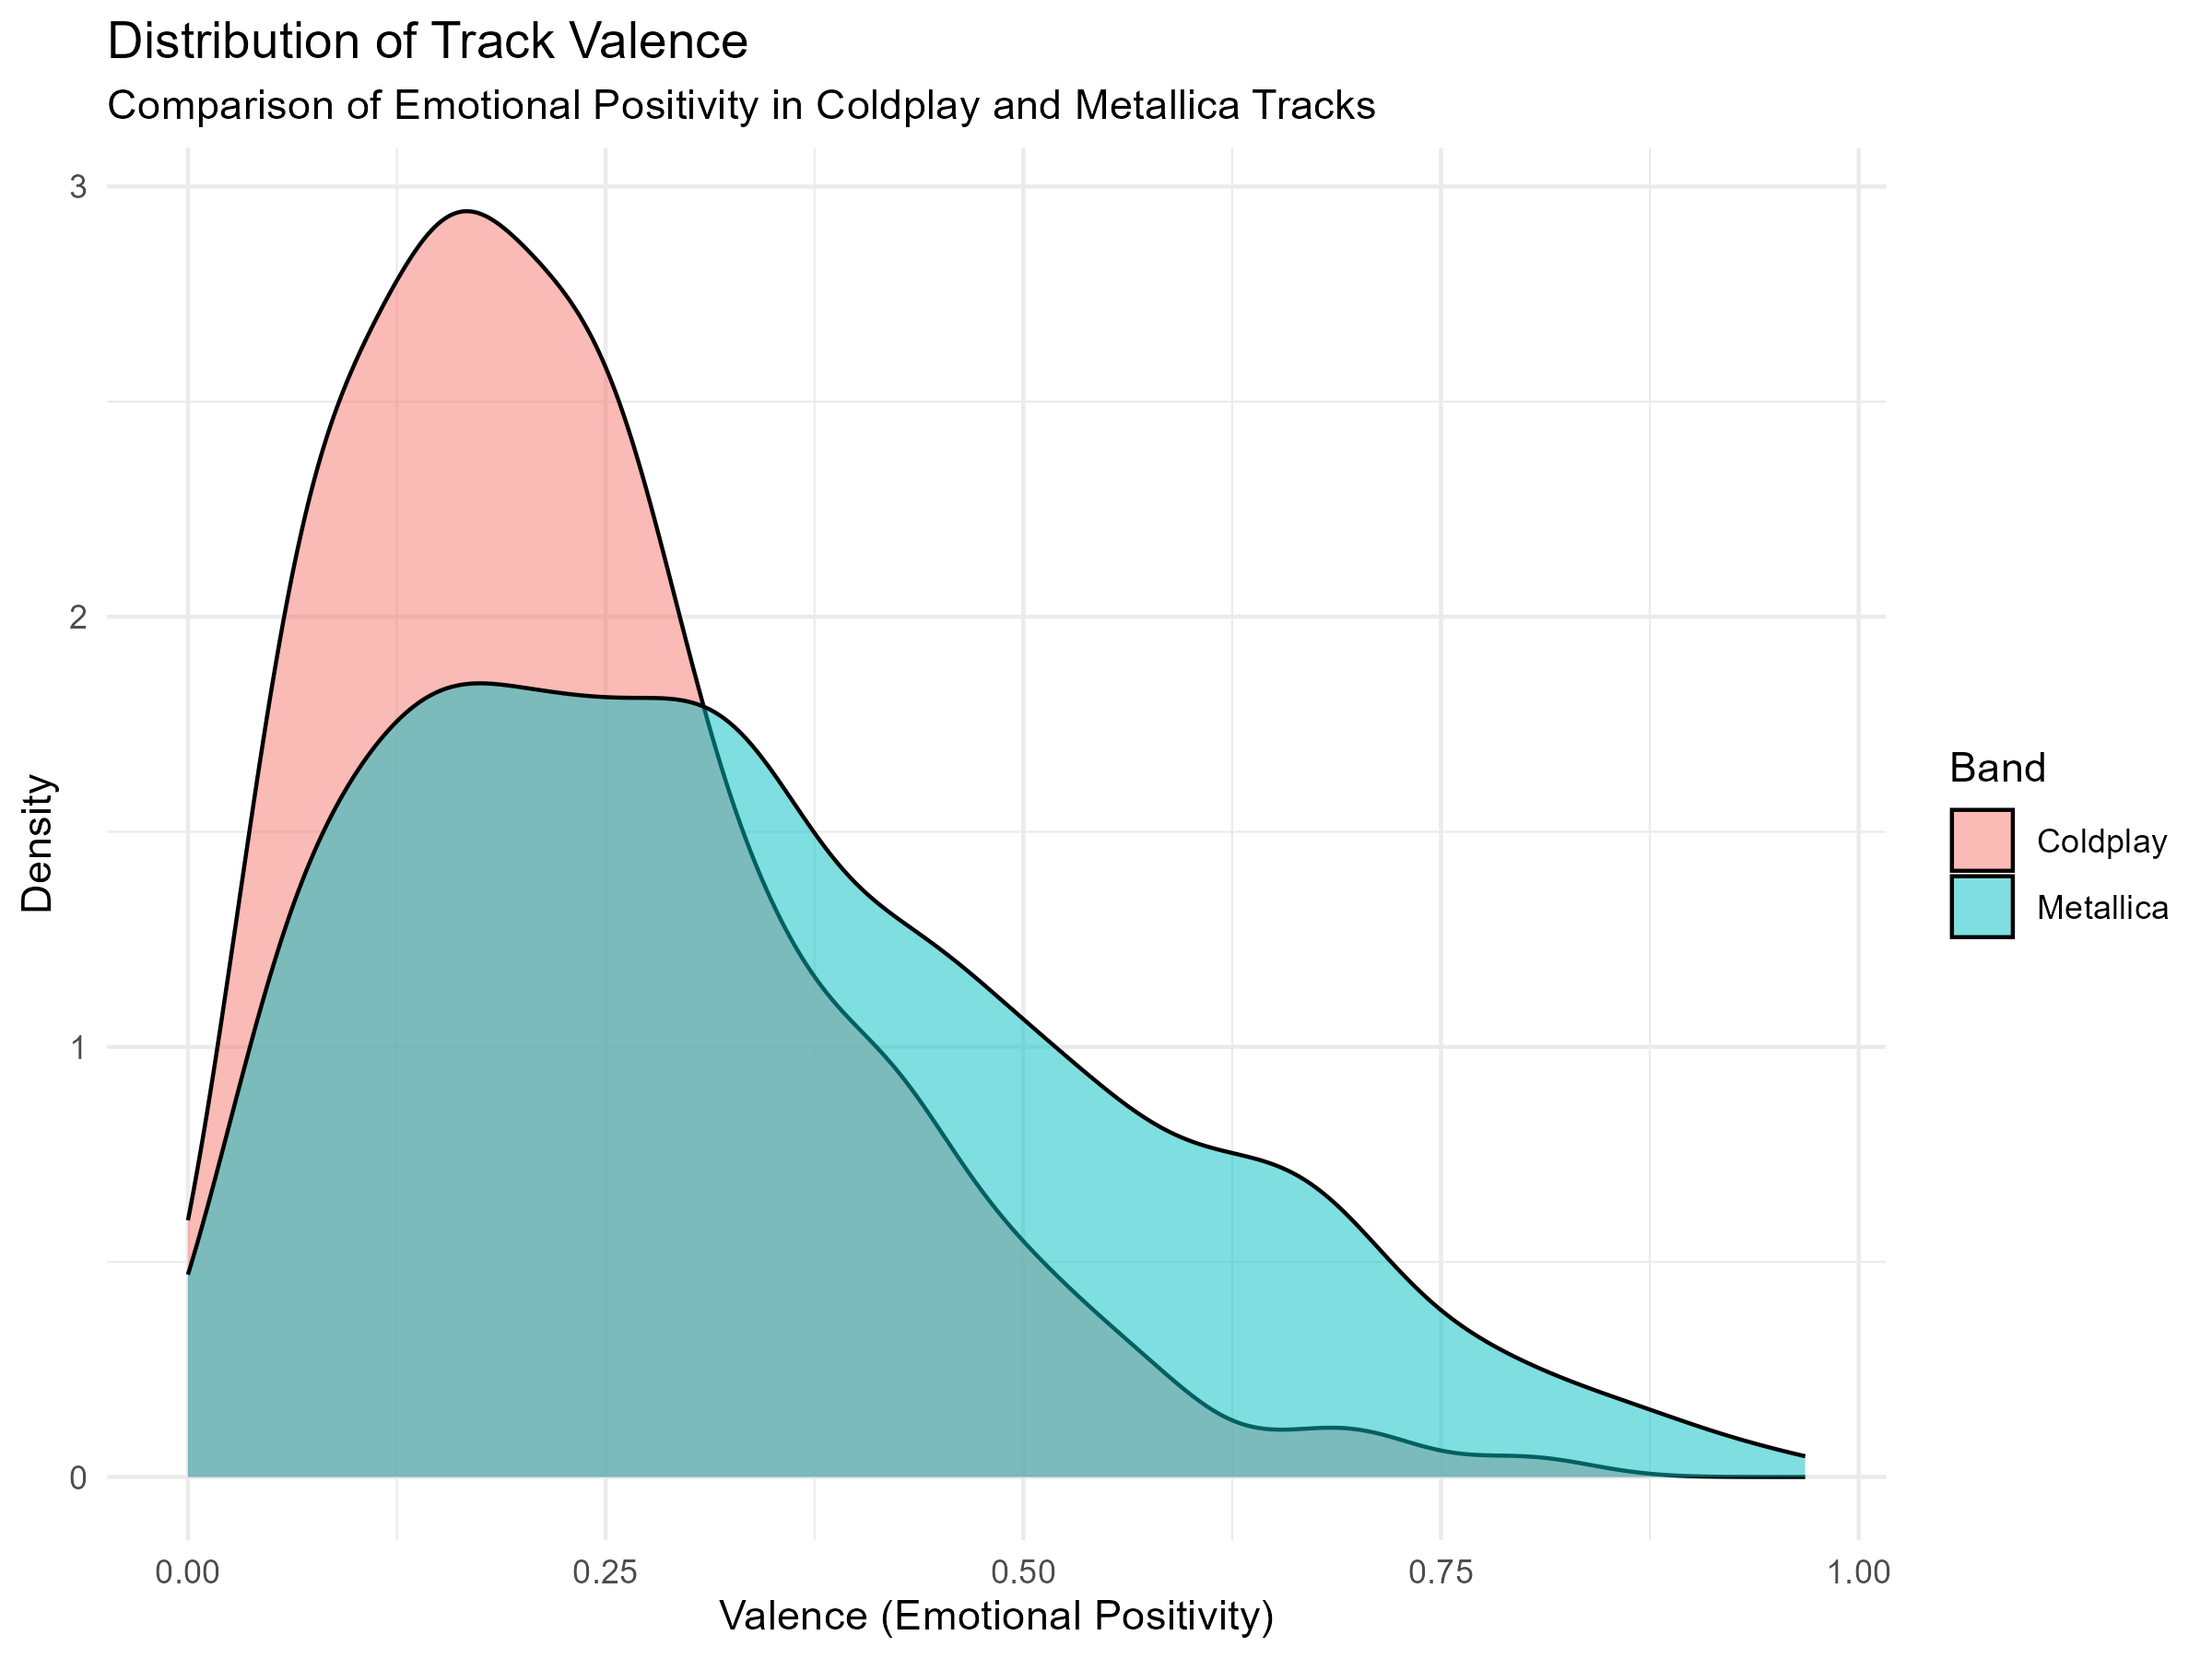 Distribution of Track Valence
Comparison of Emotional Positivity in Coldplay and Metallica Tracks
3
2
1
0
Density
0.00 0.25 0.50 0.75 1.00
Valence (Emotional Positivity)
Band
Coldplay
Metallica